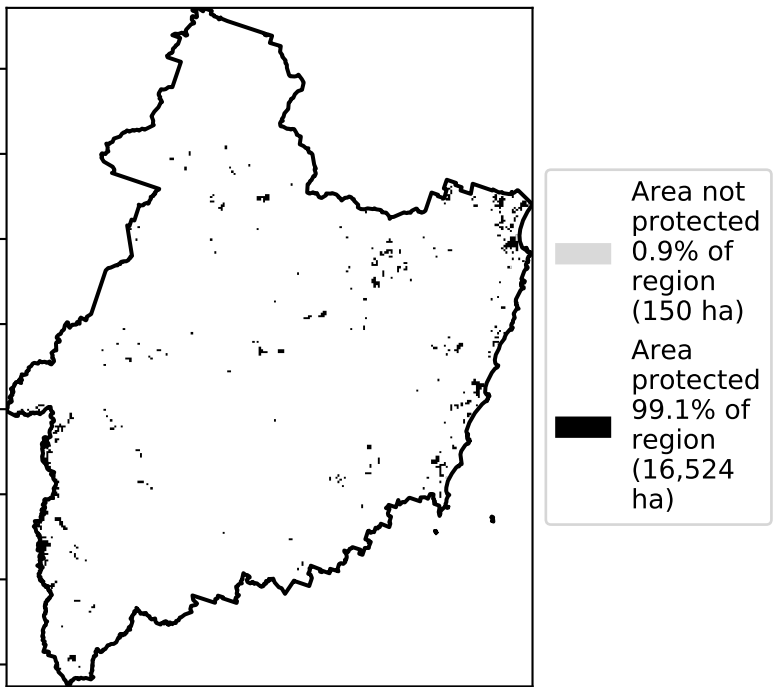 Area not
protected
0.9% of
region
(150 ha)
Area
protected
99.1% of
region
(16,524
ha)